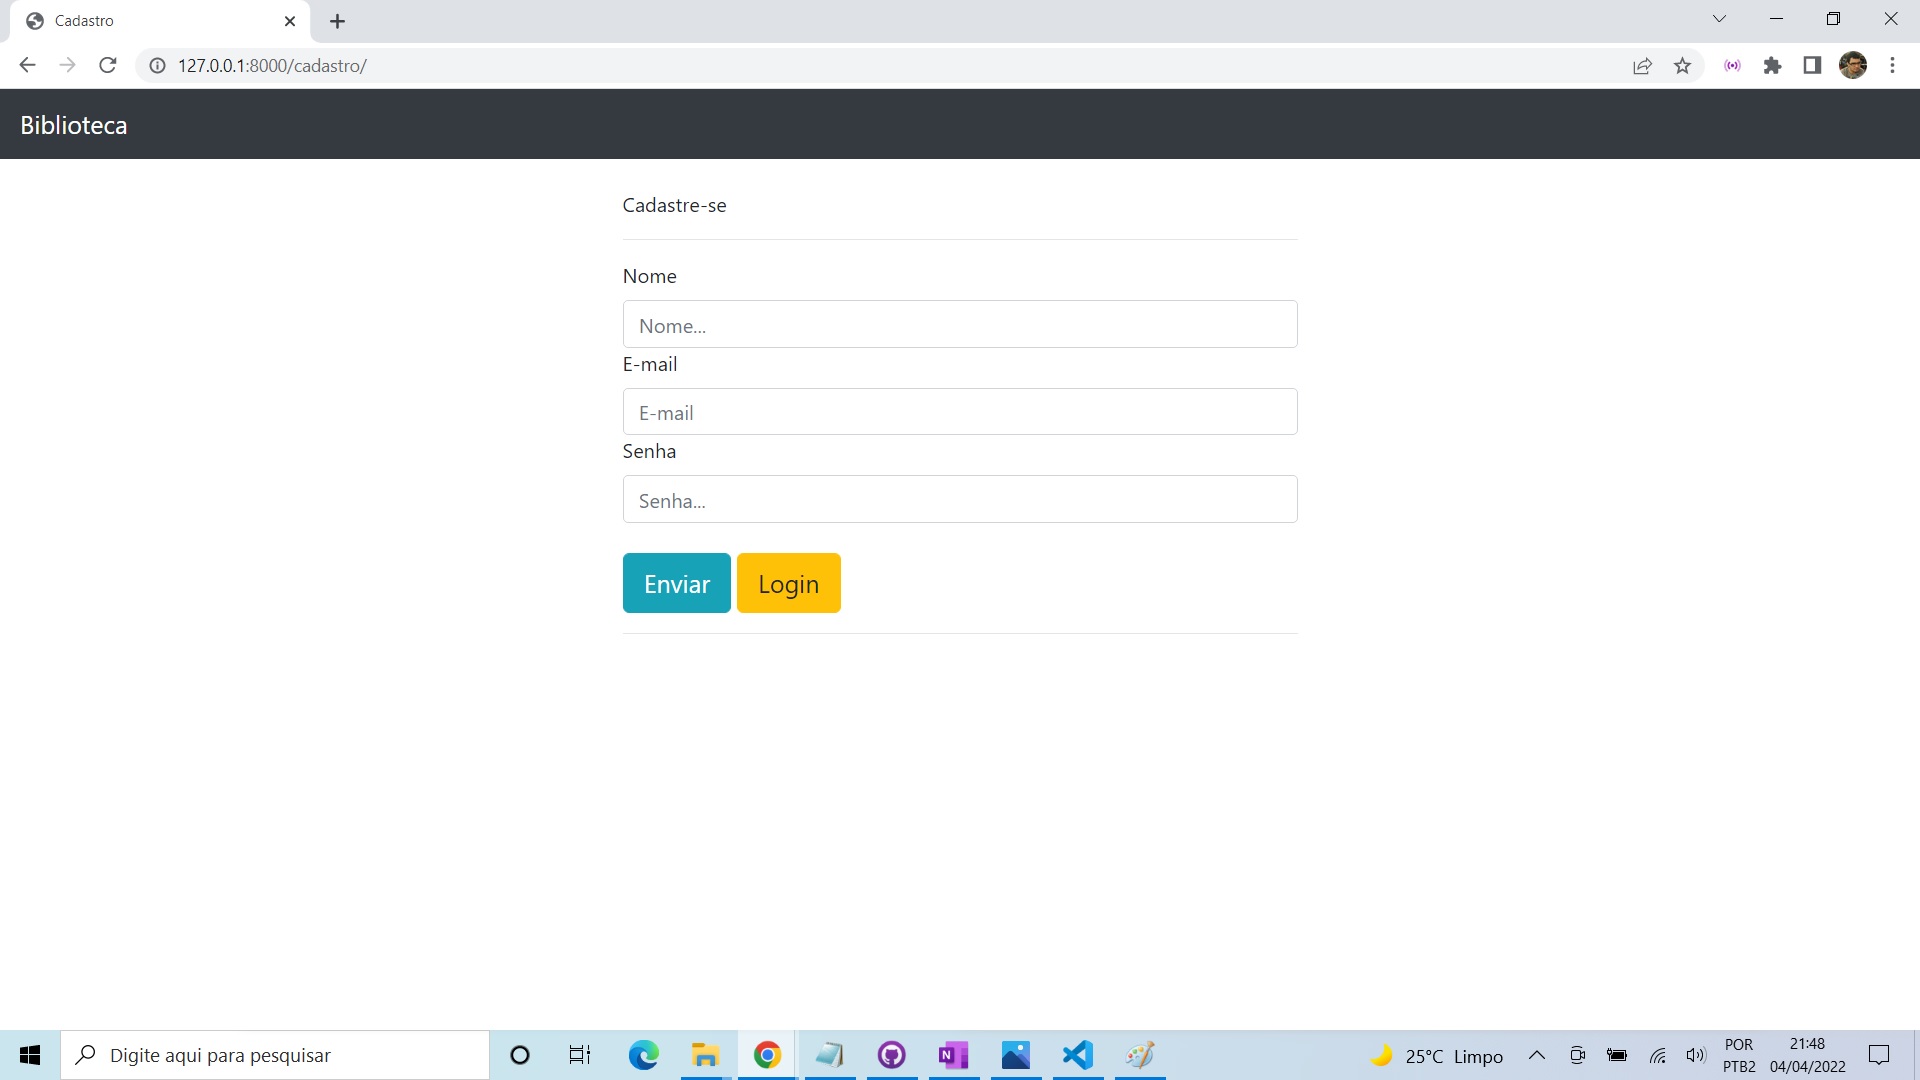 Cadastro
127.0.0.1:8000/cadastro/
Biblioteca
Cadastre-se
Nome
Nome...
E-mail
E-mail
Senha
Senha...
Enviar Login
Digite aqui para pesquisar
N
25°C Limpo
POR
PTB2
21:48
04/04/2022